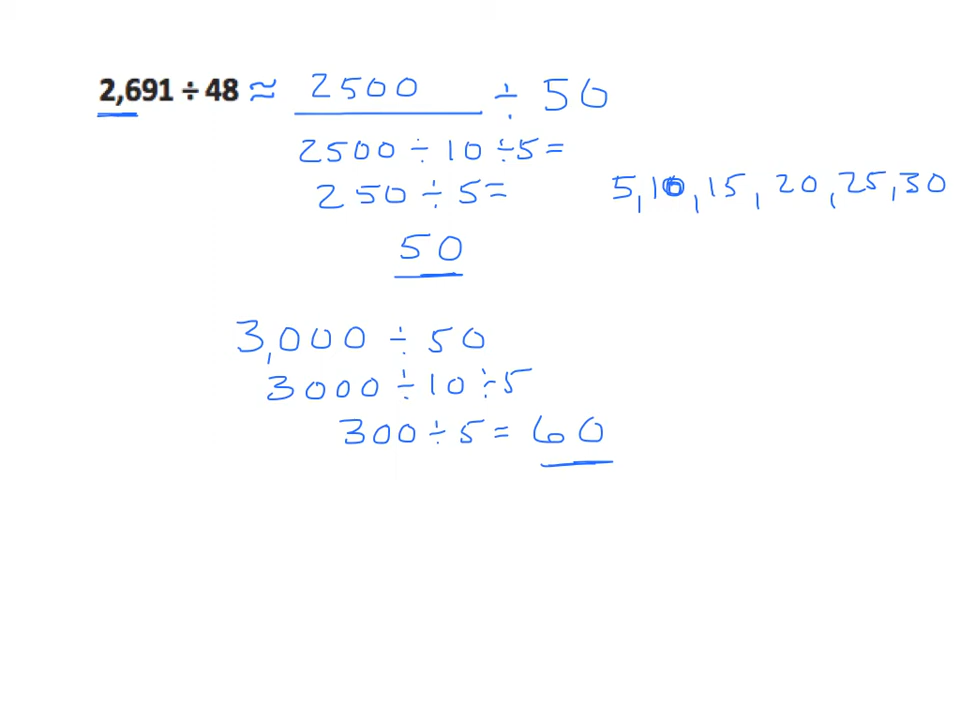 2,691 ÷ 48 ≈ 2500 ÷ 50
2500 ÷ 10 ÷ 5 =
250 ÷ 5 =
5, 10, 15, 20, 25, 30
50
3,000 ÷ 50
3000 ÷ 10 ÷ 5
300 ÷ 5 = 60